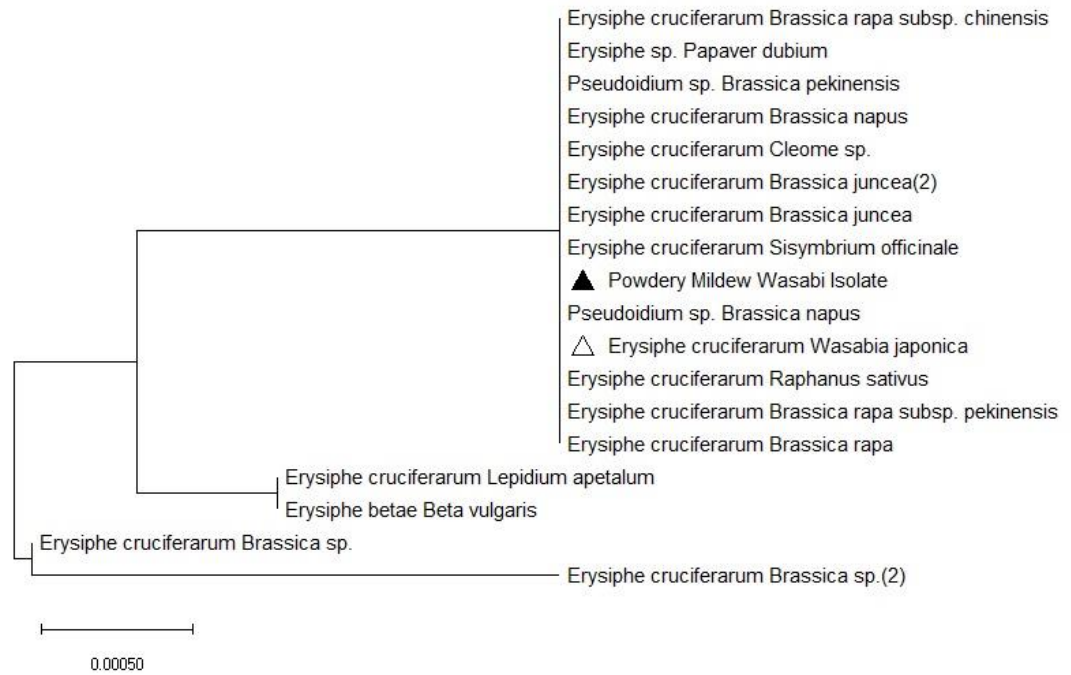 Erysiphe cruciferarum Brassica rapa subsp. chinensis
Erysiphe sp. Papaver dubium
Pseudoidium sp. Brassica pekinensis
Erysiphe cruciferarum Brassica napus
Erysiphe cruciferarum Cleome sp.
Erysiphe cruciferarum Brassica juncea(2)
Erysiphe cruciferarum Brassica juncea
Erysiphe cruciferarum Sisymbrium officinale
Powdery Mildew Wasabi Isolate
Pseudoidium sp. Brassica napus
Erysiphe cruciferarum Wasabia japonica
Erysiphe cruciferarum Raphanus sativus
Erysiphe cruciferarum Brassica rapa subsp. pekinensis
Erysiphe cruciferarum Brassica rapa
Erysiphe cruciferarum Lepidium apetalum
Erysiphe betae Beta vulgaris
Erysiphe cruciferarum Brassica sp.
Erysiphe cruciferarum Brassica sp.(2)
0.00050